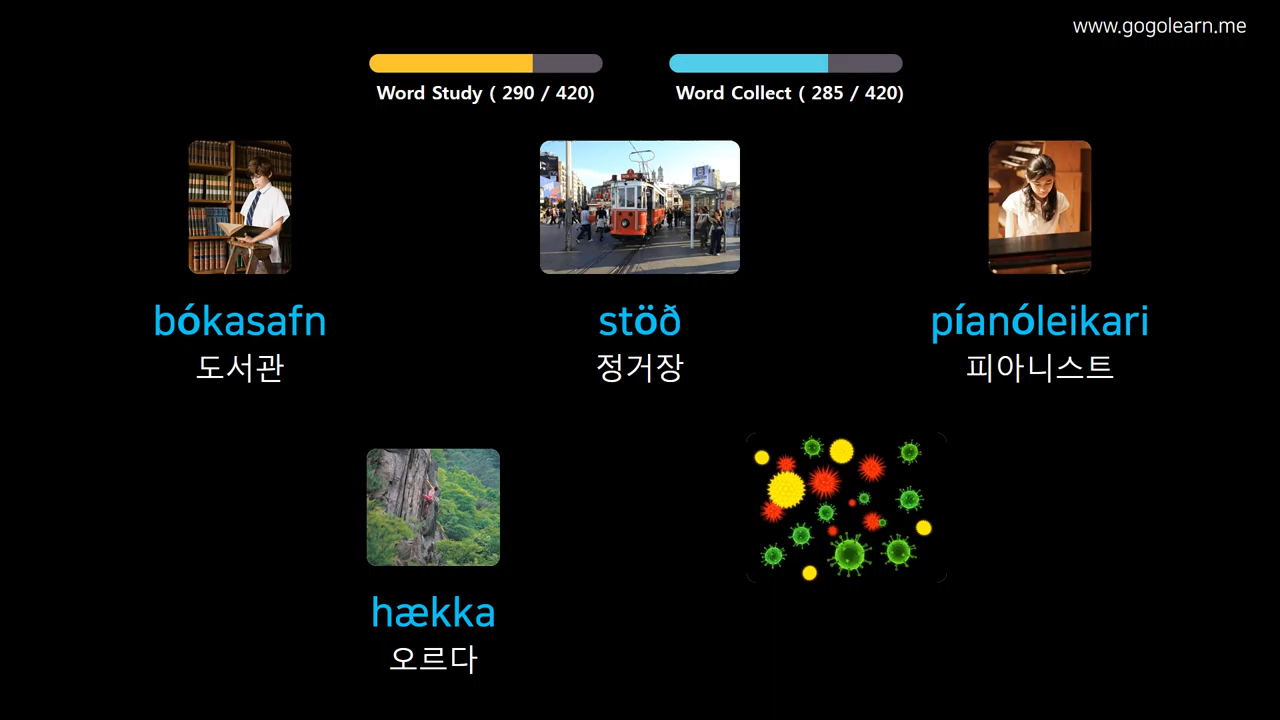 www.gogolearn.me
Word Study ( 290 / 420)
Word Collect ( 285 / 420)
bókasafn
도서관
stöð
정거장
píanóleikari
피아니스트
hækka
오르다